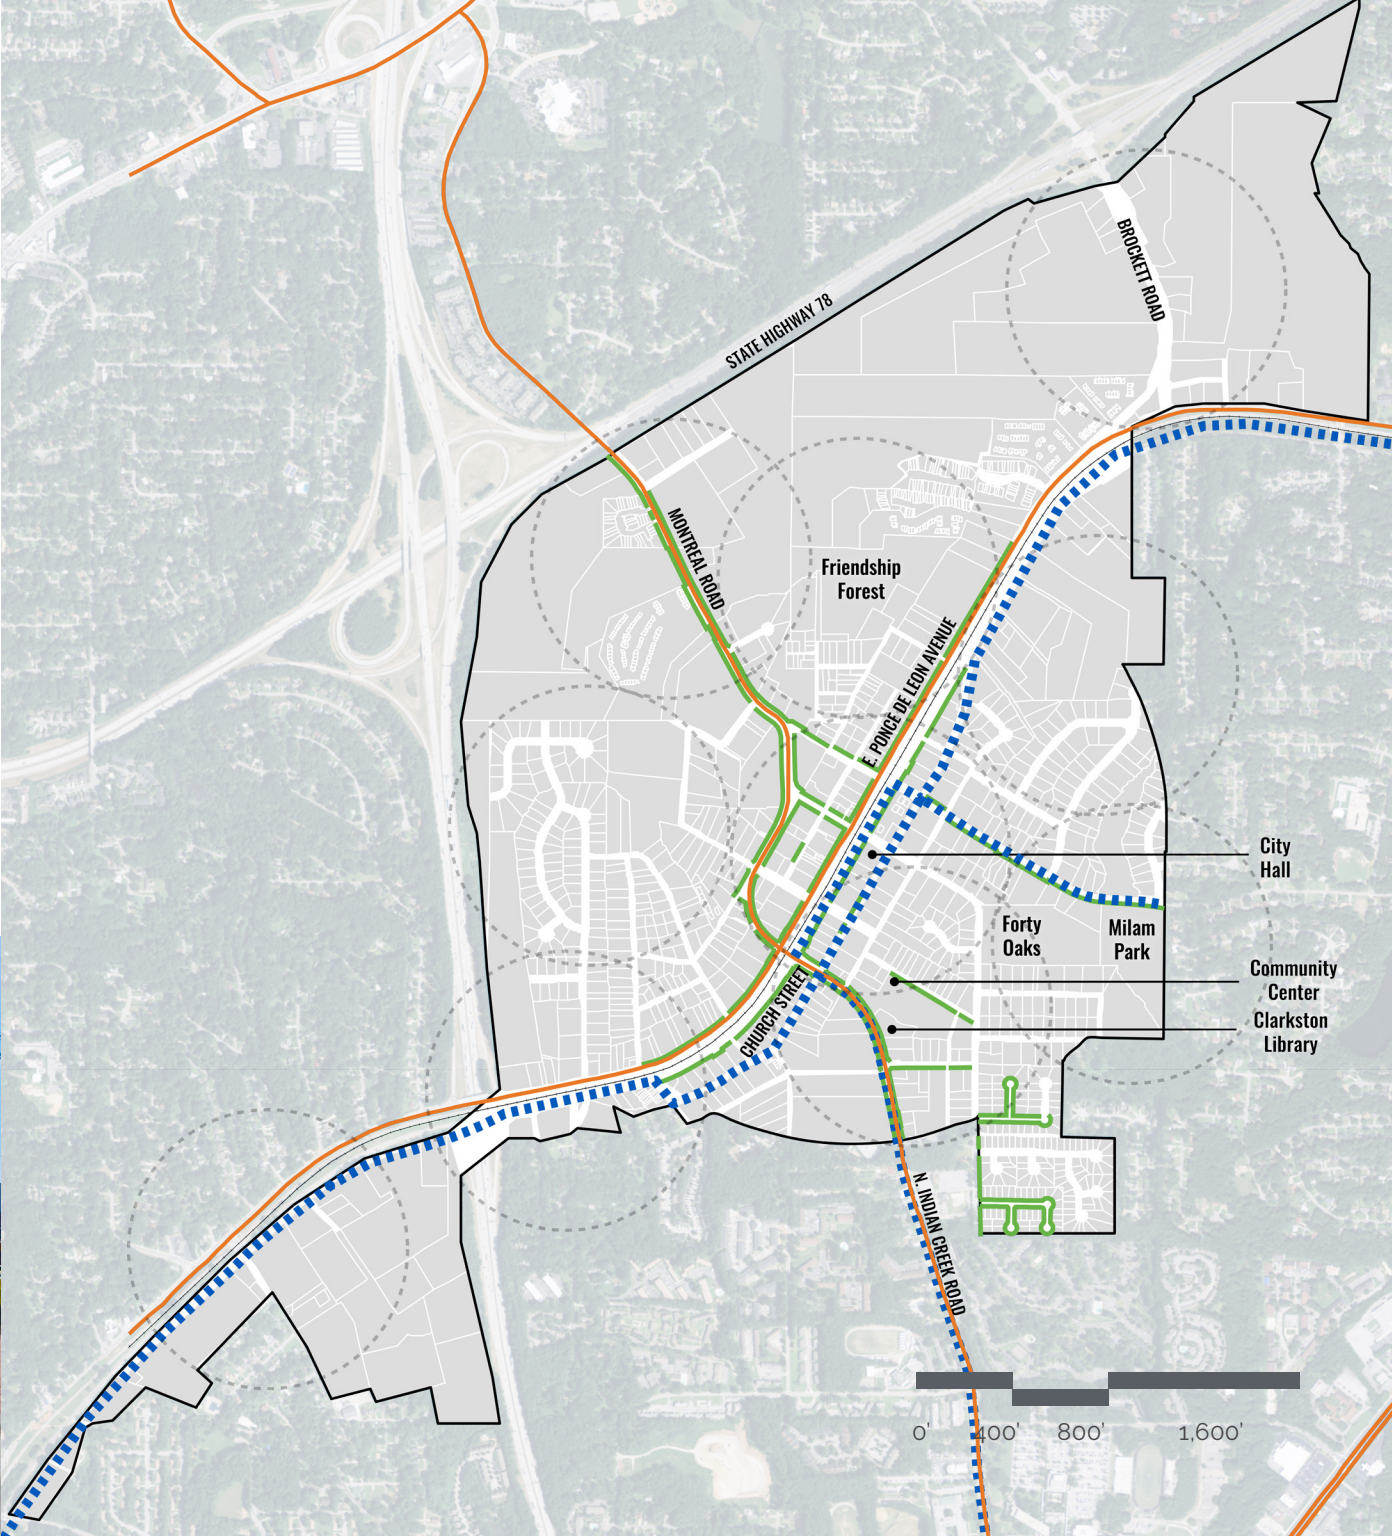 BROCKETT ROAD
STATE HIGHWAY 78
MONTREAL ROAD
Friendship
Forest
E. PONCE DE LEON AVENUE
City
Hall
Forty
Oaks
Milam
Park
Community
Center
CHURCH STREET
Clarkston
Library
N. INDIAN CREEK ROAD
0' 400' 800' 1,600'